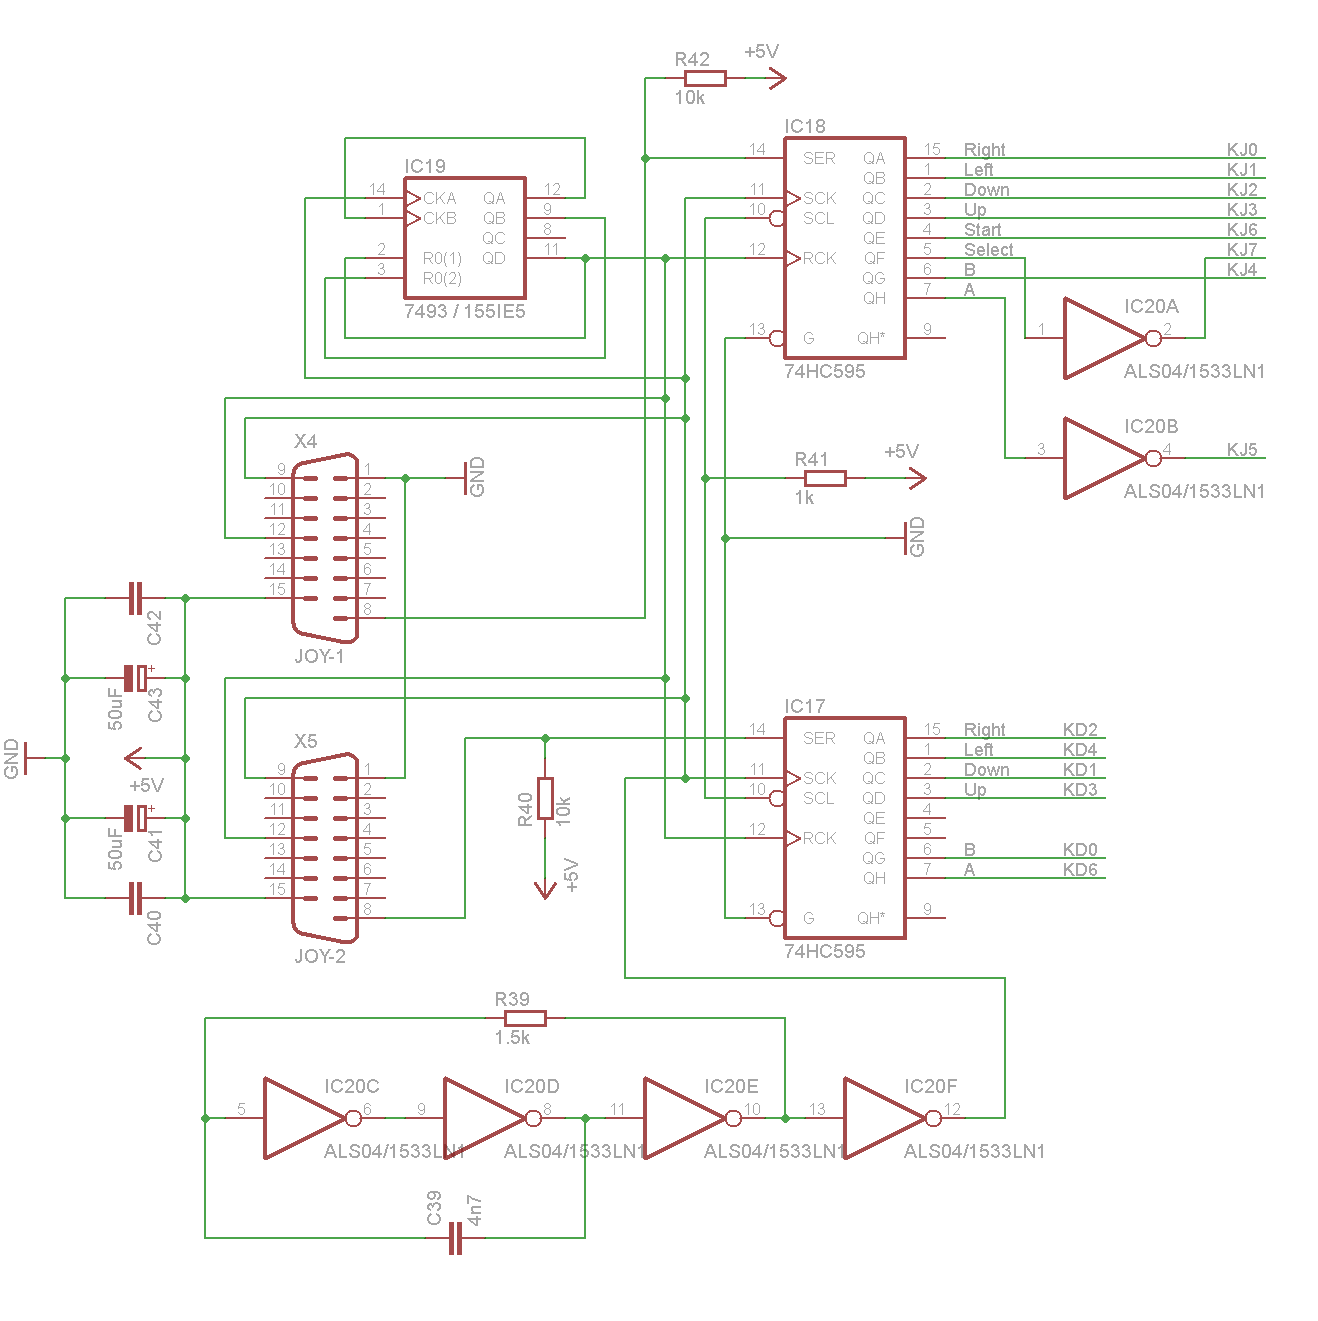 R42
+5V
10k
IC18
14 SER QA 15 Right KJ0
QB 1 Left KJ1
11 SCK QC 2 Down KJ2
10 SCL QD 3 Up KJ3
QE 4 Start KJ6
12 RCK QF 5 Select KJ7
QG 6 B KJ4
QH 7 A
13 G QH* 9
74HC595
IC19
14 CKA QA 12
1 CKB QB 9
QC 8
2 R0(1) QD 11
3 R0(2)
7493 / 155IE5
IC20A
1 2
ALS04/1533LN1
IC20B
3 4 KJ5
ALS04/1533LN1
X4
9 1
10 2
11 3
12 4
13 5
14 6
15 7
8
JOY-1
GND
R41
+5V
1k
GND
C42
50uF
C43
GND
+5V
50uF
C41
C40
X5
9 1
10 2
11 3
12 4
13 5
14 6
15 7
8
JOY-2
R40
10k
+5V
IC17
14 SER QA 15 Right KD2
QB 1 Left KD4
11 SCK QC 2 Down KD1
10 SCL QD 3 Up KD3
QE 4
12 RCK QF 5
QG 6 B KD0
QH 7 A KD6
13 G QH* 9
74HC595
R39
1.5k
IC20C
5 6
ALS04/1533LN1
IC20D
9 8
ALS04/1533LN1
IC20E
11 10
ALS04/1533LN1
IC20F
13 12
ALS04/1533LN1
C39
4n7